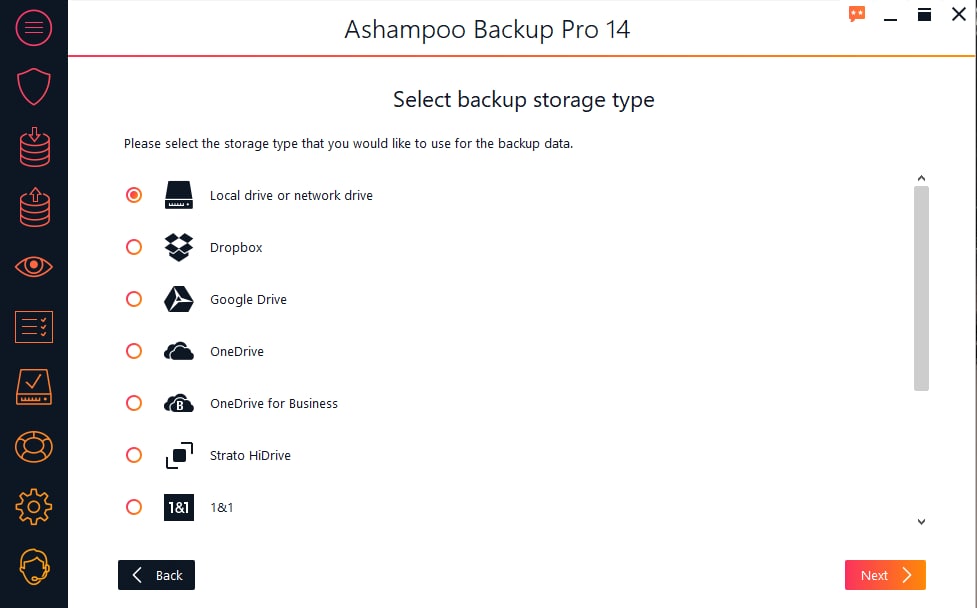 Ashampoo Backup Pro 14
Select backup storage type
Please select the storage type that you would like to use for the backup data.
Local drive or network drive
Dropbox
Google Drive
OneDrive
B OneDrive for Business
Strato HiDrive
1&1 1&1
Back Next